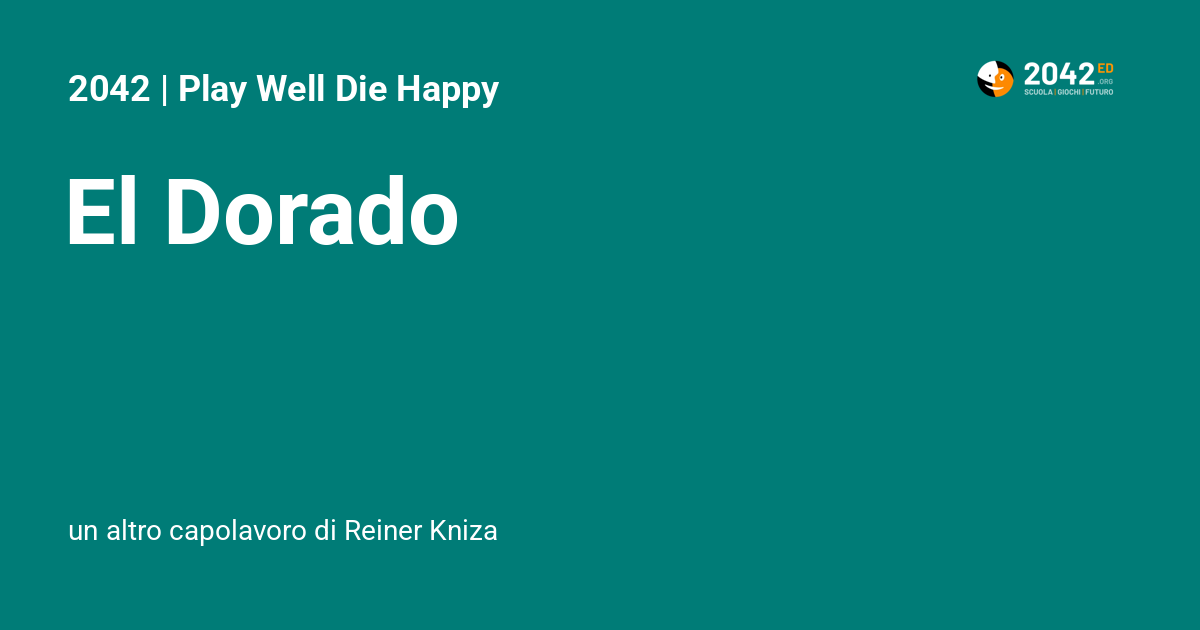 2042 | Play Well Die Happy
2042 ED
.ORG
SCUOLA | GIOCHI | FUTURO
El Dorado
un altro capolavoro di Reiner Kniza